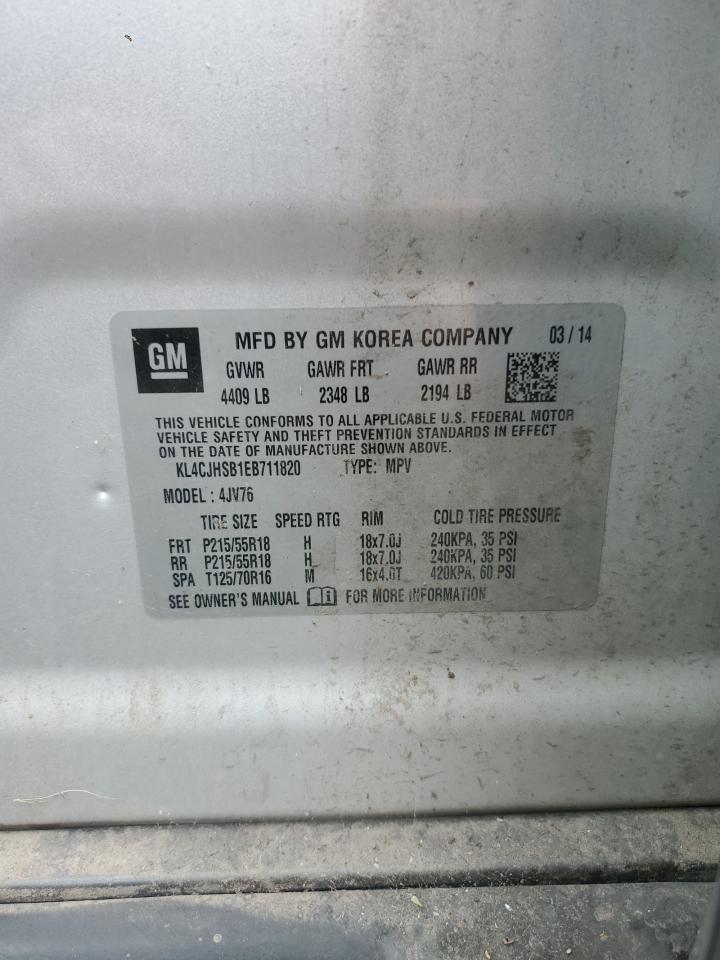 GM MFD BY GM KOREA COMPANY 03/14
GVWR GAWR FRT GAWR RR
4409 LB 2348 LB 2194 LB
THIS VEHICLE CONFORMS TO ALL APPLICABLE U.S. FEDERAL MOTOR
VEHICLE SAFETY AND THEFT PREVENTION STANDARDS IN EFFECT
ON THE DATE OF MANUFACTURE SHOWN ABOVE.
KL4CJHSB1EB711820 TYPE: MPV
MODEL : 4JV76
TIRE SIZE SPEED RTG RIM COLD TIRE PRESSURE
FRT P215/55R18 H 18x7.0J 240KPA, 35 PSI
RR P215/55R18 H 18x7.0J 240KPA, 35 PSI
SPA T125/70R16 M 16x4.0T 420KPA, 60 PSI
SEE OWNER'S MANUAL FOR MORE INFORMATION